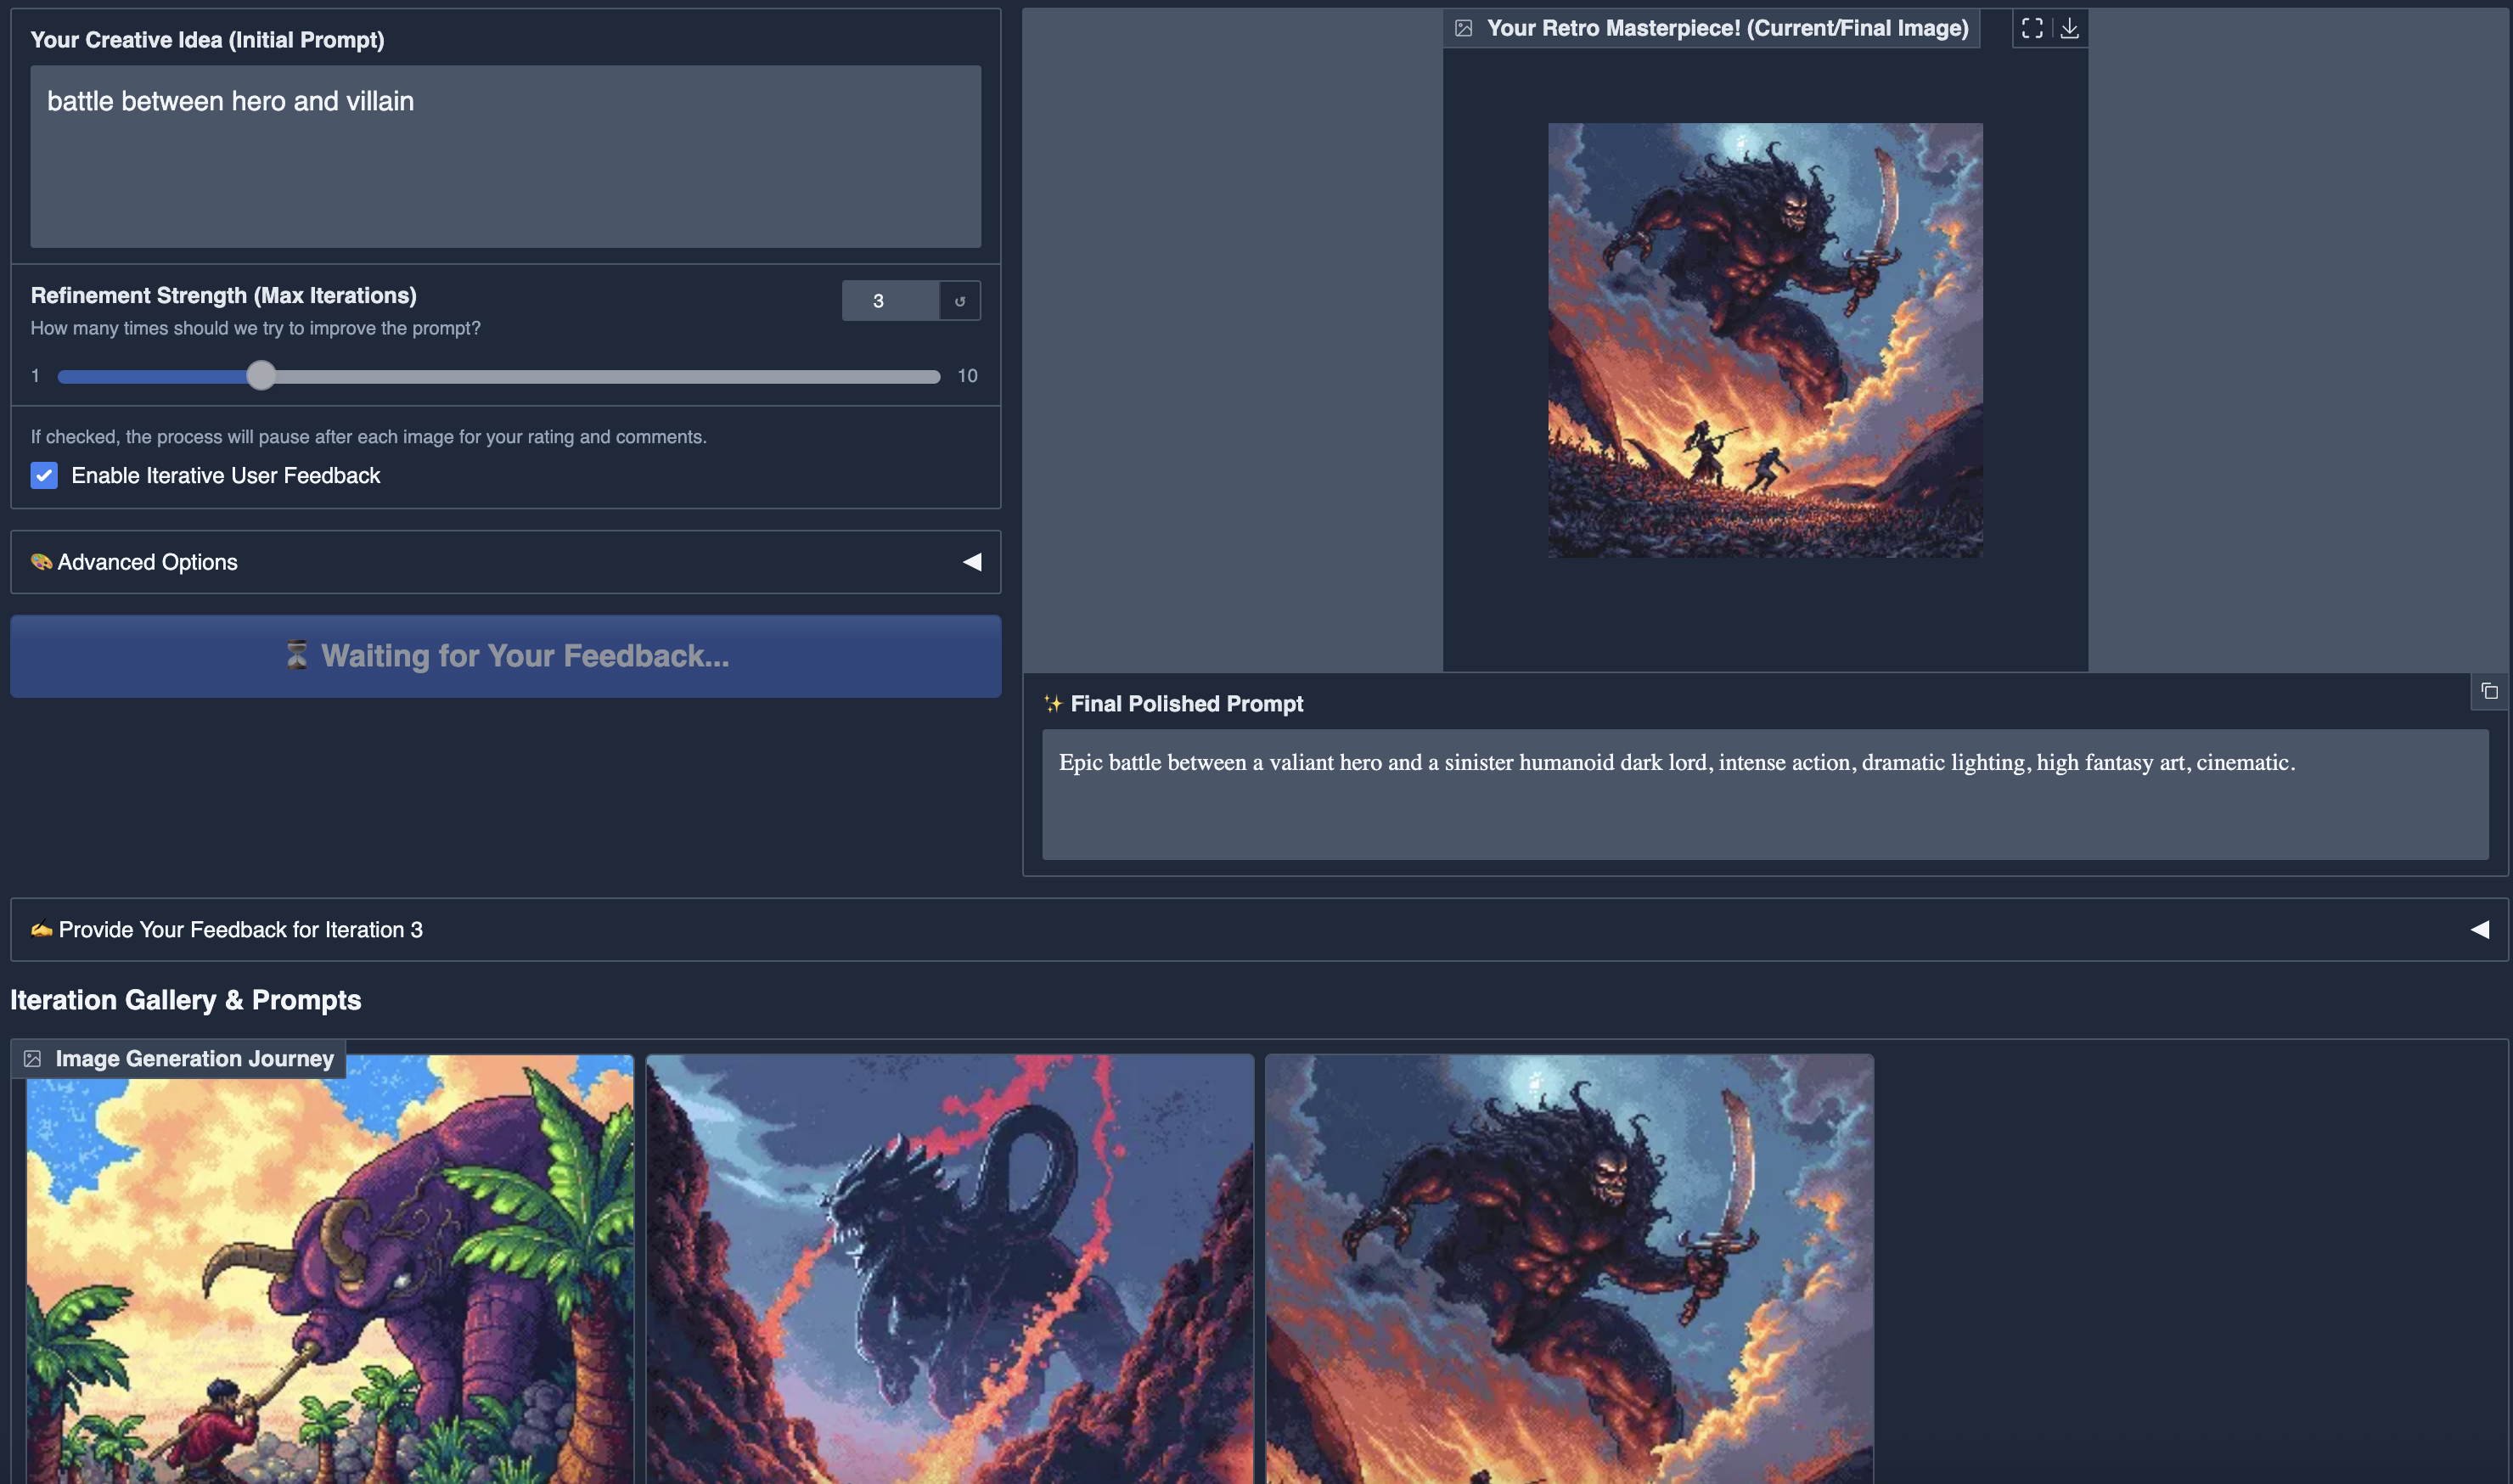 Your Creative Idea (Initial Prompt)
battle between hero and villain
Refinement Strength (Max Iterations)
3
↺
How many times should we try to improve the prompt?
1
10
If checked, the process will pause after each image for your rating and comments.
Enable Iterative User Feedback
🎨 Advanced Options
⏳ Waiting for Your Feedback...
Your Retro Masterpiece! (Current/Final Image)
✨ Final Polished Prompt
Epic battle between a valiant hero and a sinister humanoid dark lord, intense action, dramatic lighting, high fantasy art, cinematic.
✍️ Provide Your Feedback for Iteration 3
Iteration Gallery & Prompts
Image Generation Journey